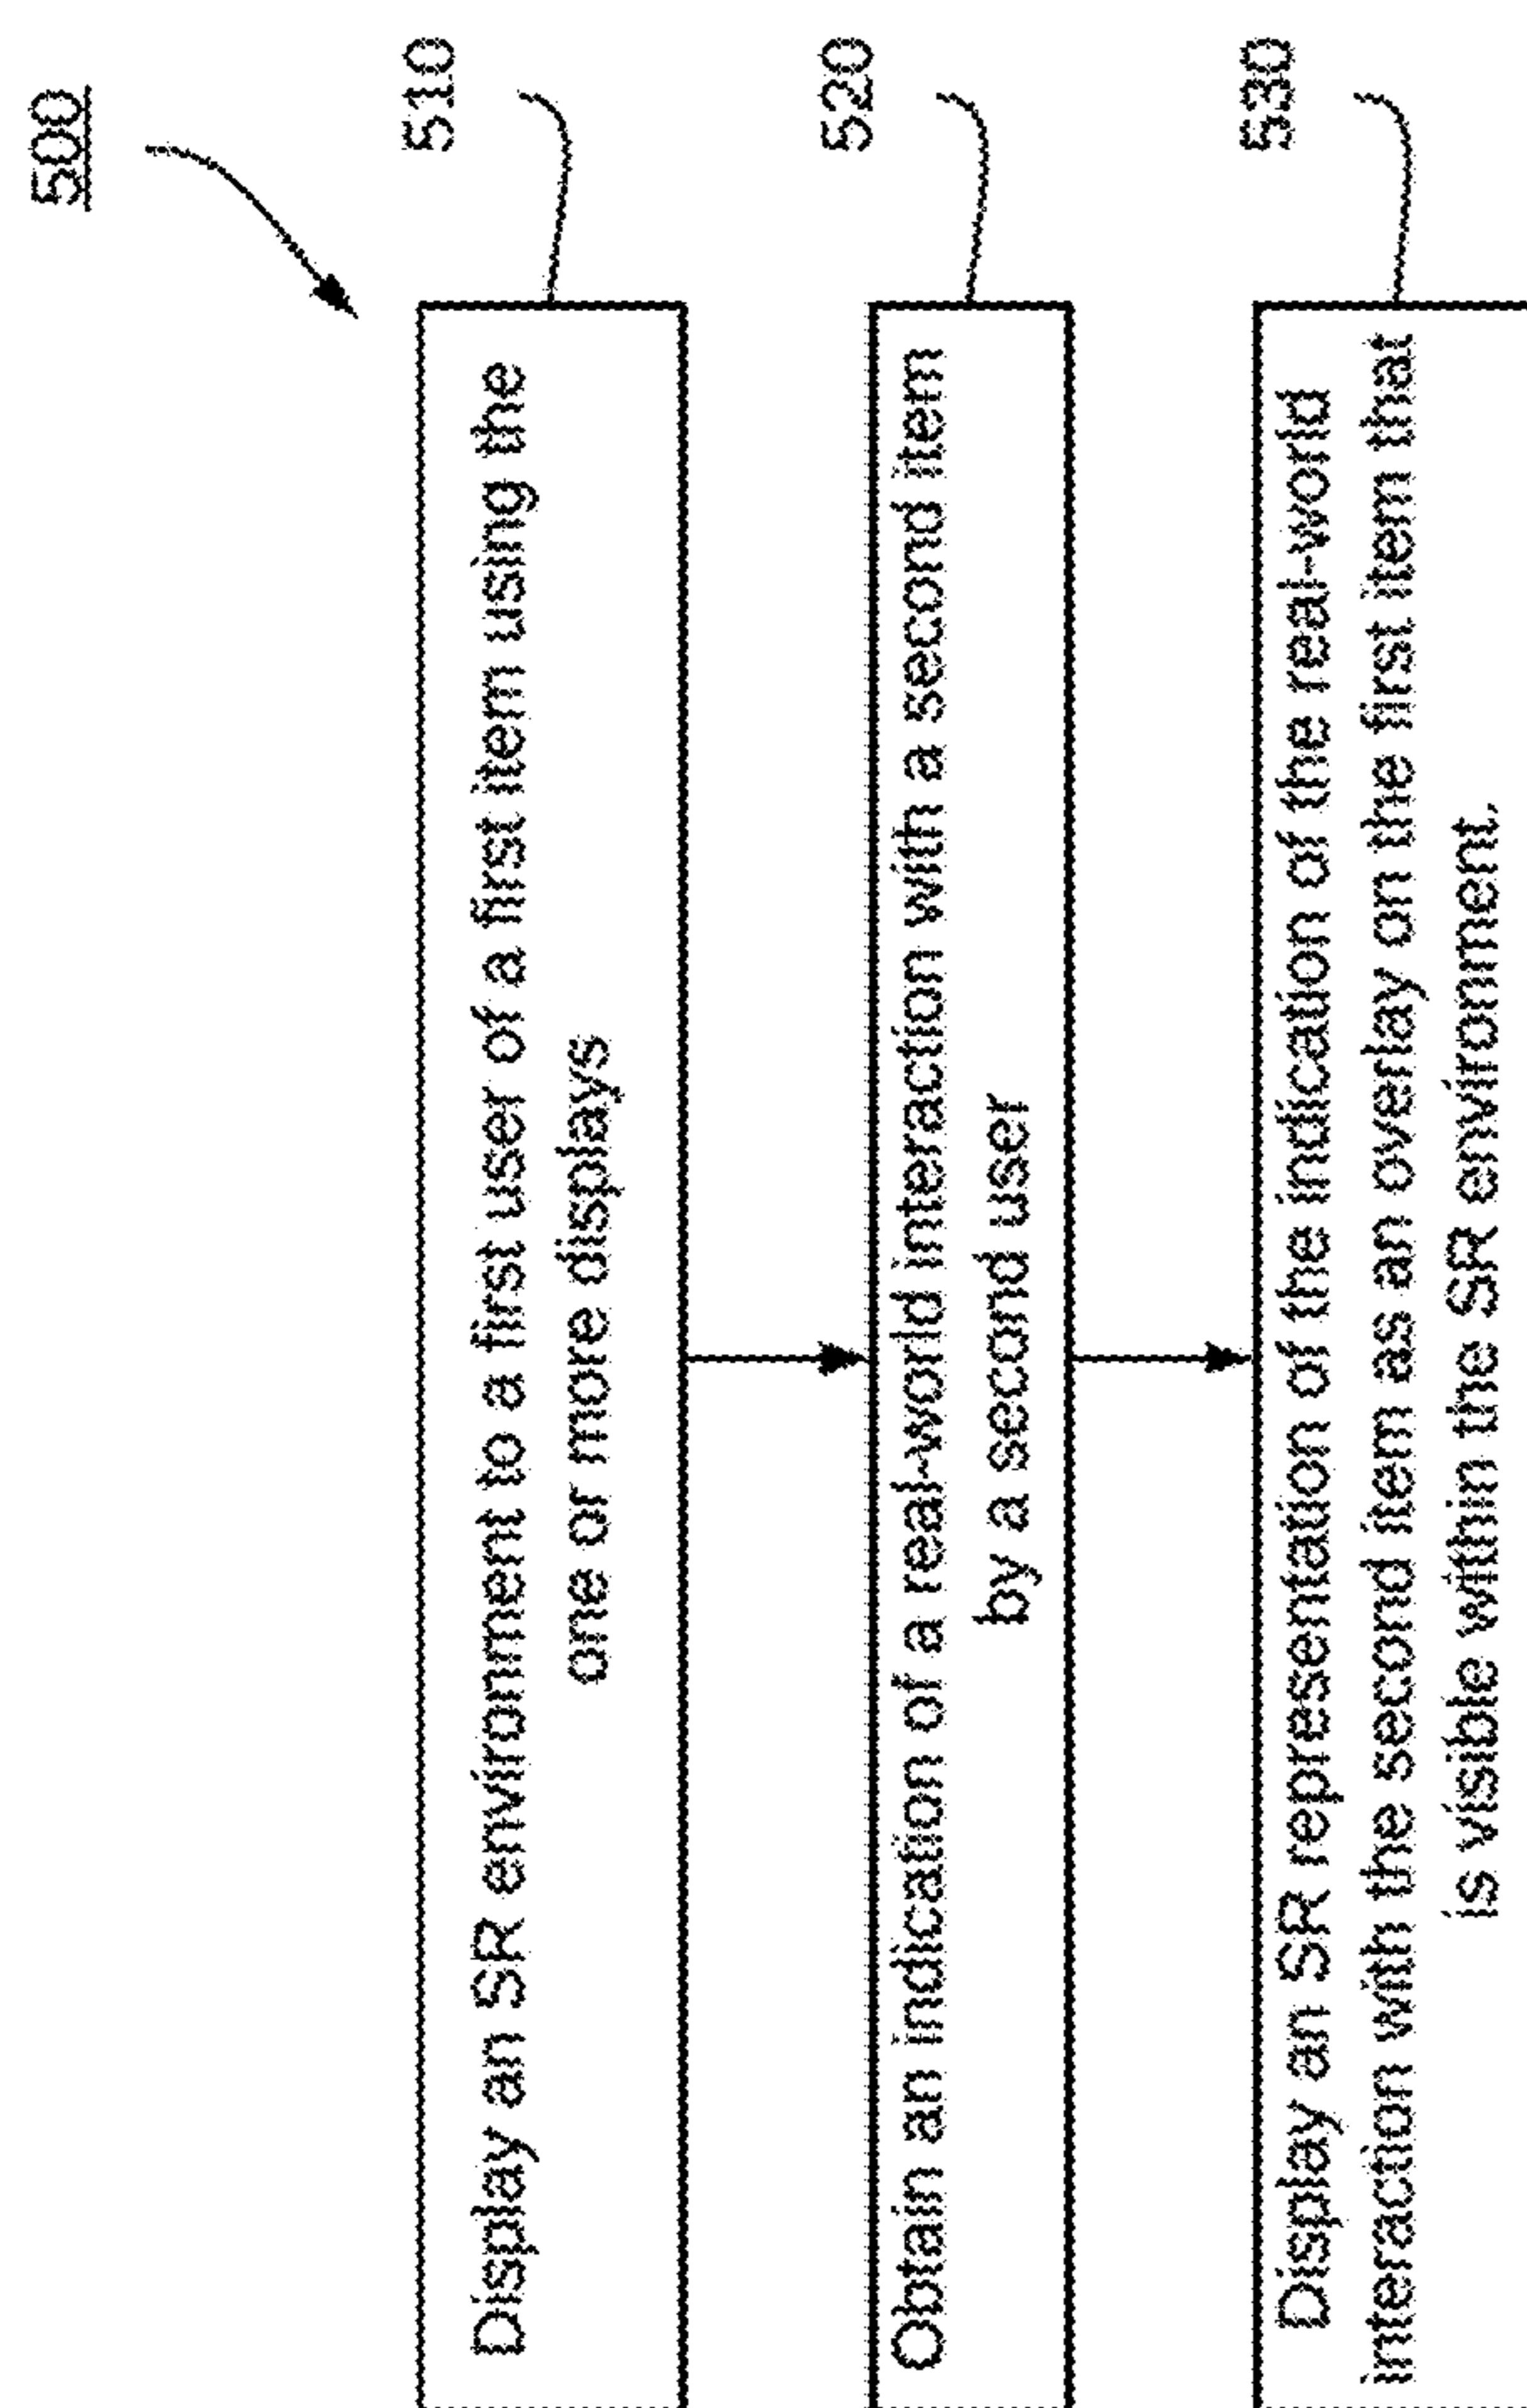 500
510
Display an SR environment to a first user of a first item using the
one or more displays
520
Obtain an indication of a real-world interaction with a second item
by a second user
530
Display an SR representation of the indication of the real-world
interaction with the second item as an overlay on the first item that
is visible within the SR environment.